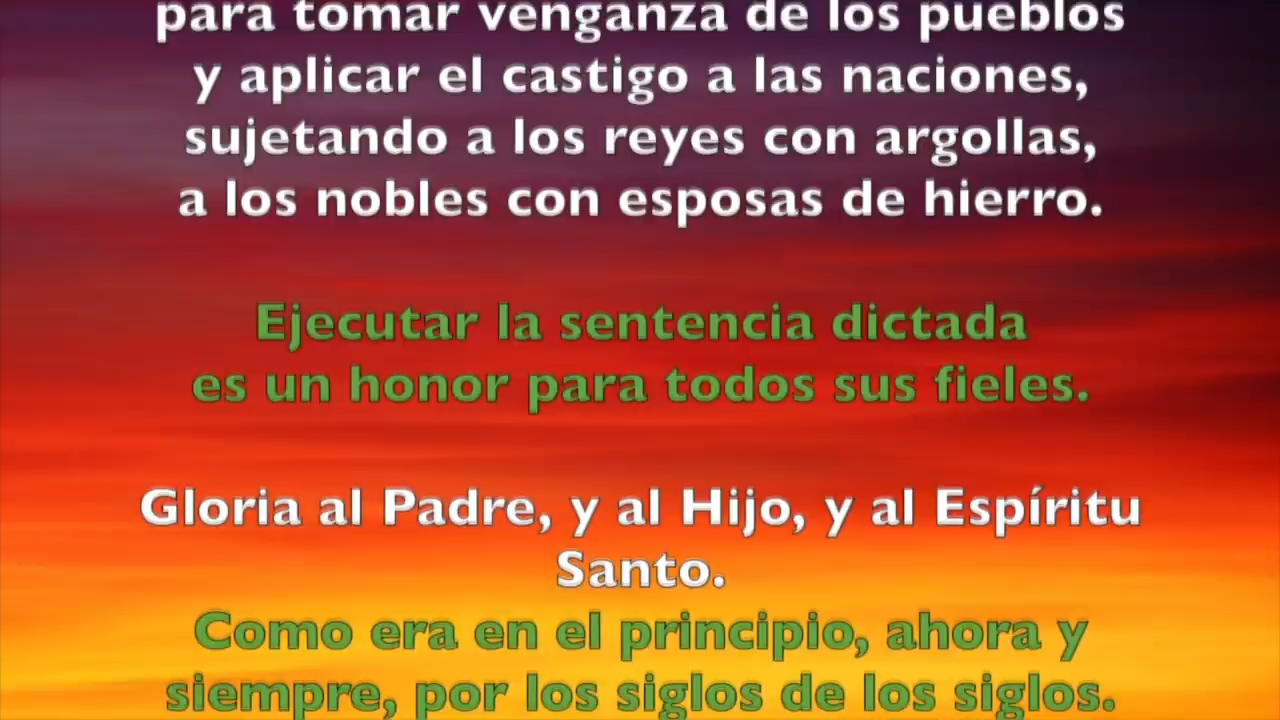 para tomar venganza de los pueblos
y aplicar el castigo a las naciones,
sujetando a los reyes con argollas,
a los nobles con esposas de hierro.
Ejecutar la sentencia dictada
es un honor para todos sus fieles.
Gloria al Padre, y al Hijo, y al Espíritu
Santo.
Como era en el principio, ahora y
siempre, por los siglos de los siglos.